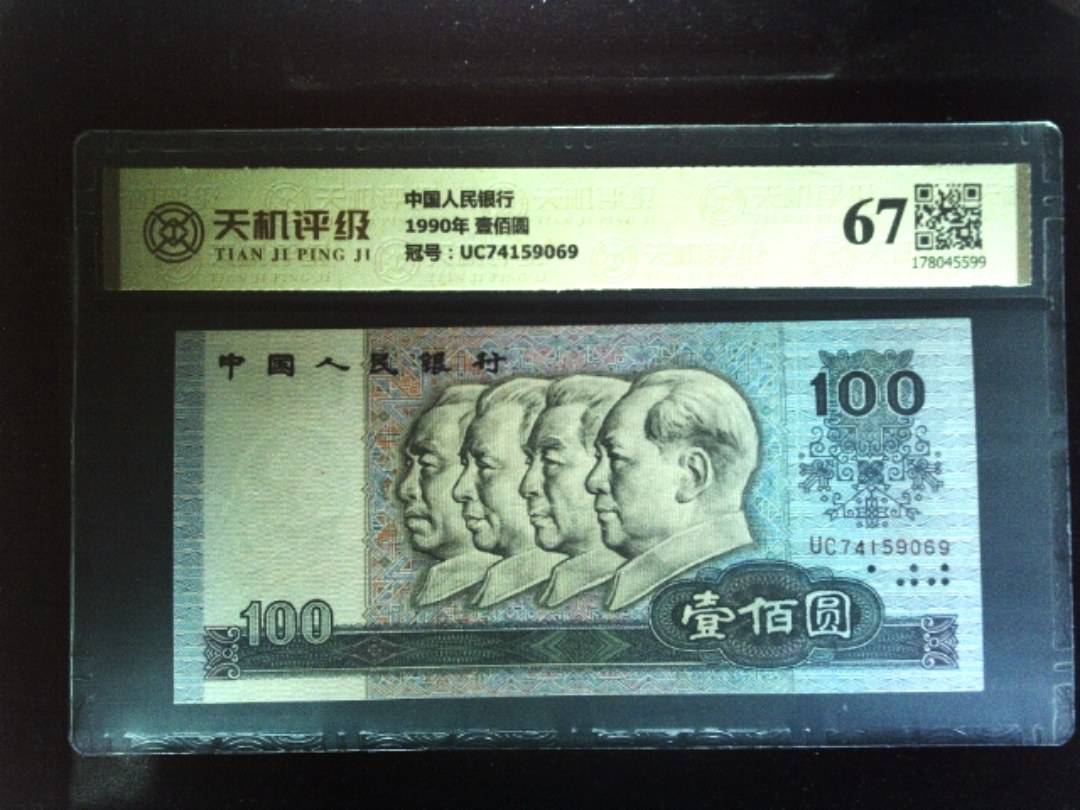 天机评级
TIAN JI PING JI
中国人民银行
1990年 壹佰圆
冠号：UC74159069
67
178045599
中国人民银行
100
UC74159069
100
壹佰圆